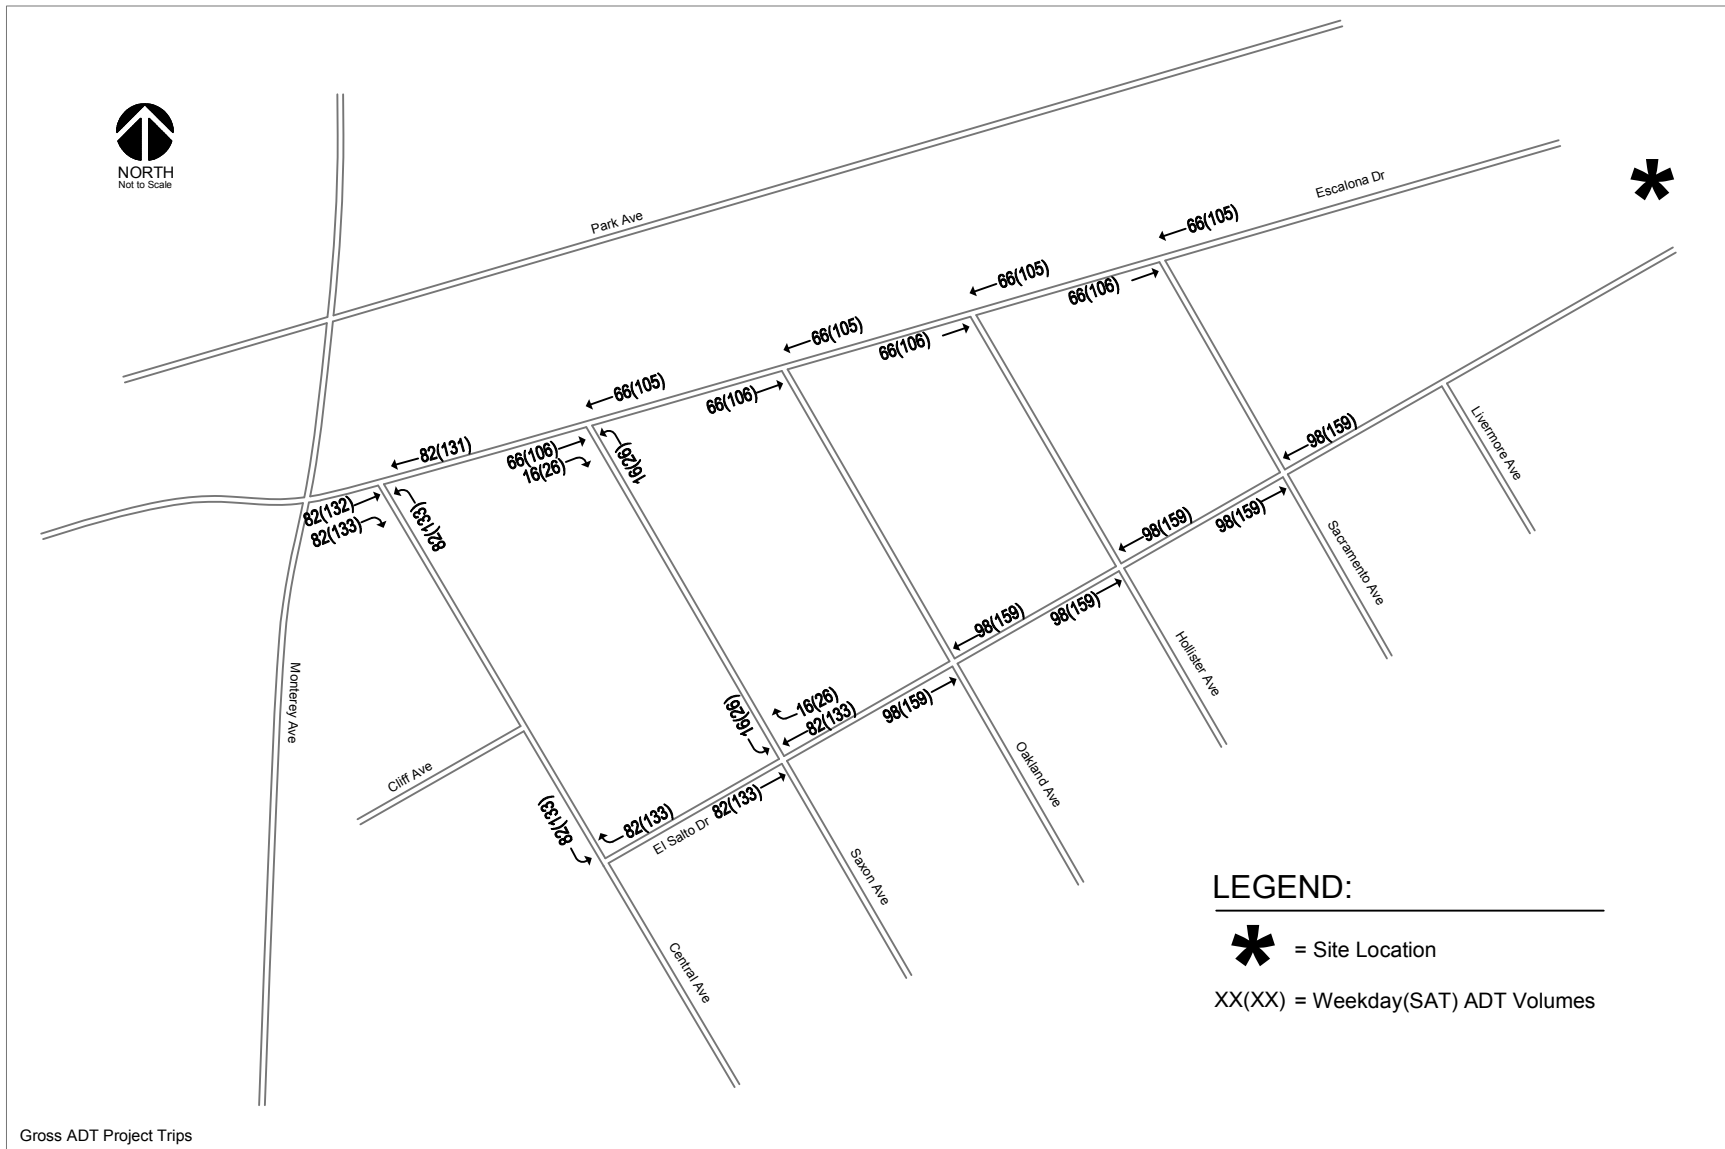 NORTH
Not to Scale
Park Ave
Escalona Dr
66(105)
66(105)
66(106)
66(105)
66(106)
66(105)
66(106)
82(131)
66(106)
16(26)
16(26)
82(132)
82(133)
82(133)
98(159)
Livermore Ave
98(159)
98(159)
Sacramento Ave
98(159)
98(159)
Hollister Ave
Monterey Ave
16(26)
16(26)
82(133)
98(159)
Oakland Ave
Cliff Ave
82(133)
82(133)
82(133)
El Salto Dr
Saxon Ave
Central Ave
LEGEND:
= Site Location
XX(XX) = Weekday(SAT) ADT Volumes
Gross ADT Project Trips